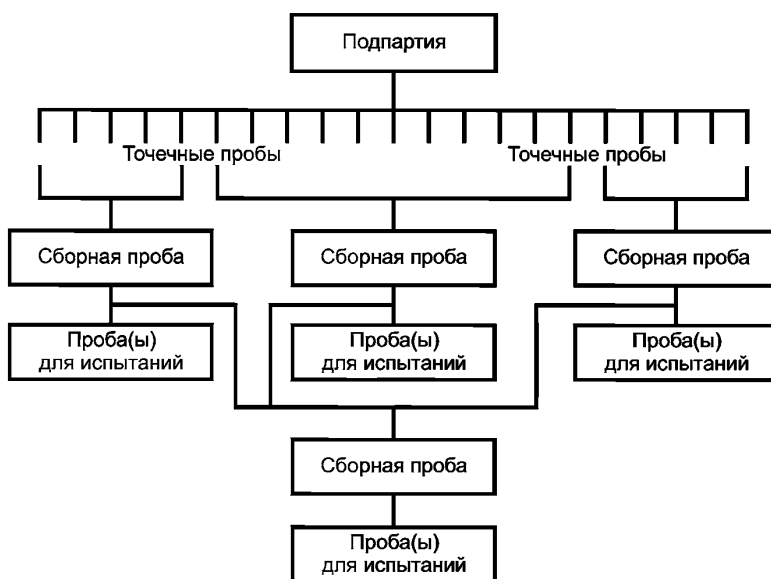 Подпартия
Точечные пробы
Точечные пробы
Сборная проба
Сборная проба
Сборная проба
Проба(ы)
для испытаний
Проба(ы)
для испытаний
Проба(ы)
для испытаний
Сборная проба
Проба(ы)
для испытаний